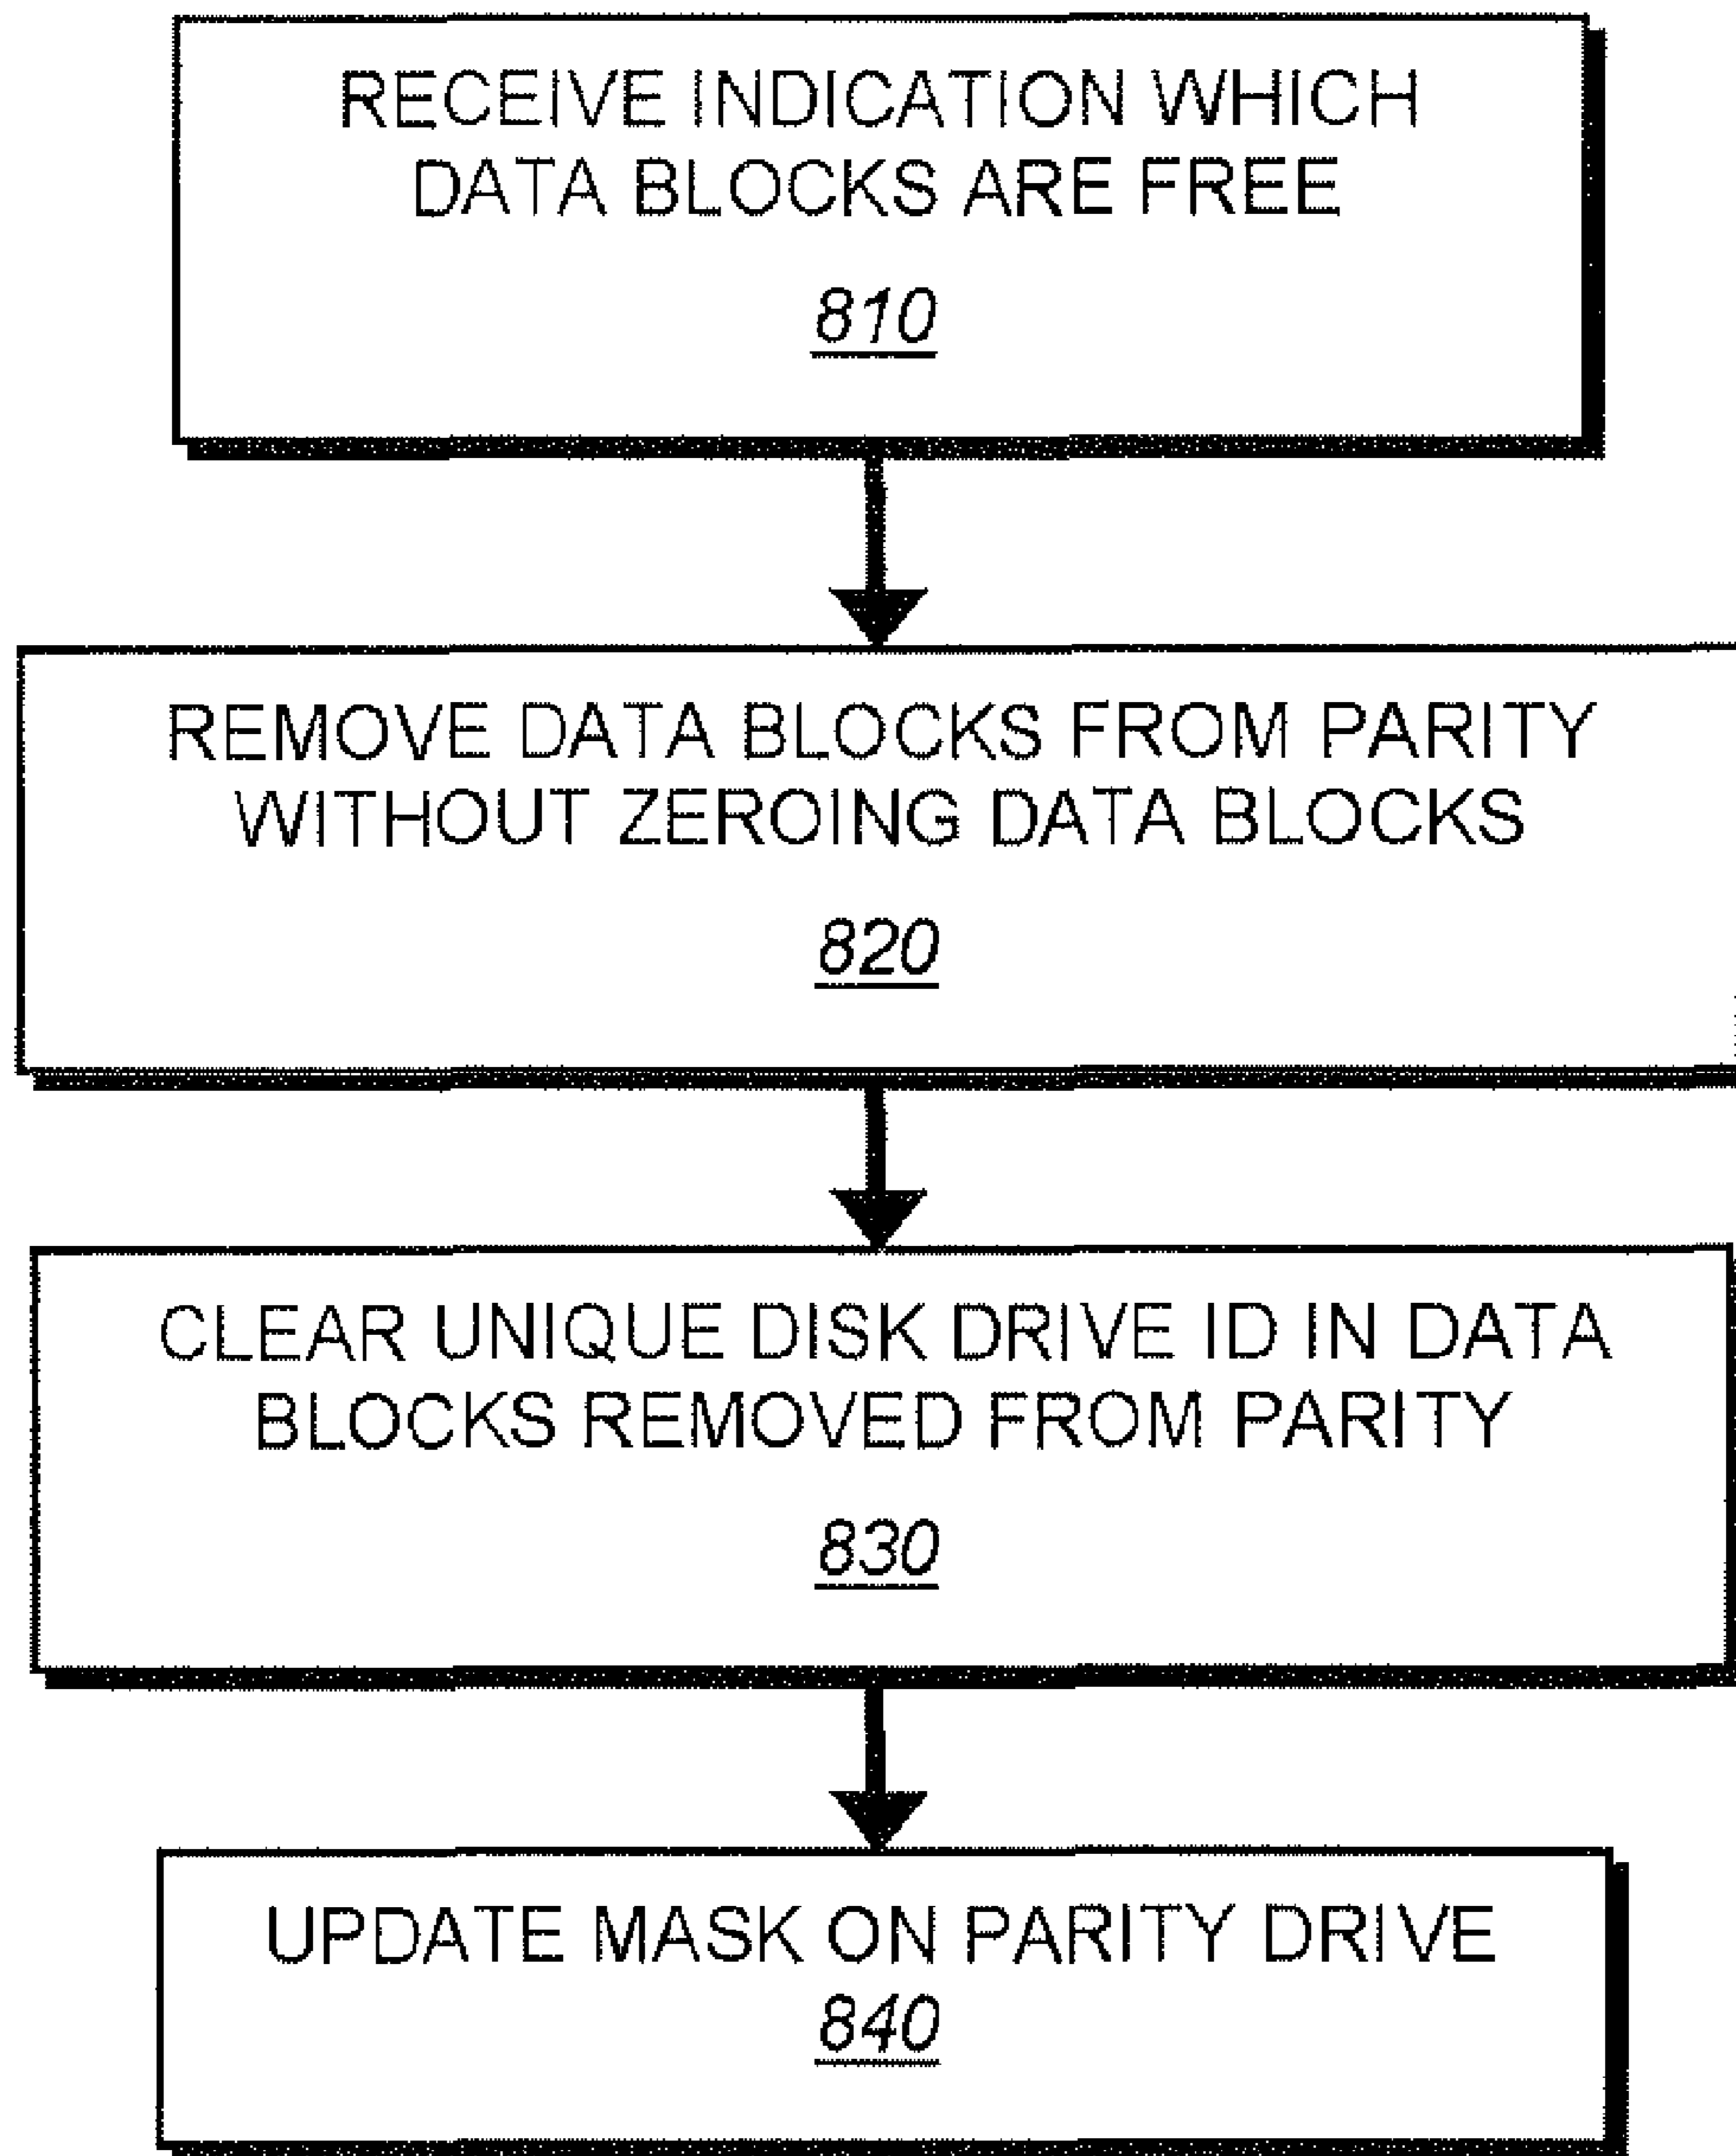 RECEIVE INDICATION WHICH
DATA BLOCKS ARE FREE
810
REMOVE DATA BLOCKS FROM PARITY
WITHOUT ZEROING DATA BLOCKS
820
CLEAR UNIQUE DISK DRIVE ID IN DATA
BLOCKS REMOVED FROM PARITY
830
UPDATE MASK ON PARITY DRIVE
840